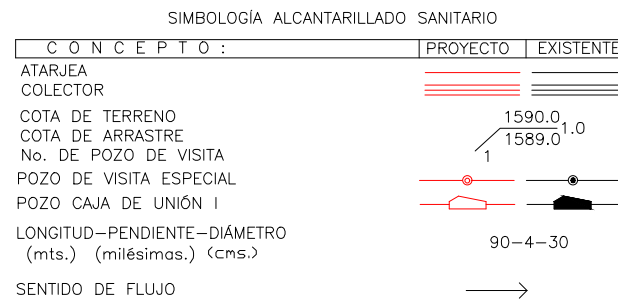 SIMBOLOGÍA ALCANTARILLADO SANITARIO
CONCEPTO: PROYECTO EXISTENTE
ATARJEA
COLECTOR
COTA DE TERRENO 1590.0
COTA DE ARRASTRE 1589.0 1.0
No. DE POZO DE VISITA 1
POZO DE VISITA ESPECIAL
POZO CAJA DE UNIÓN I
LONGITUD-PENDIENTE-DIÁMETRO 90-4-30
(mts.) (milésimas.) (cms.)
SENTIDO DE FLUJO